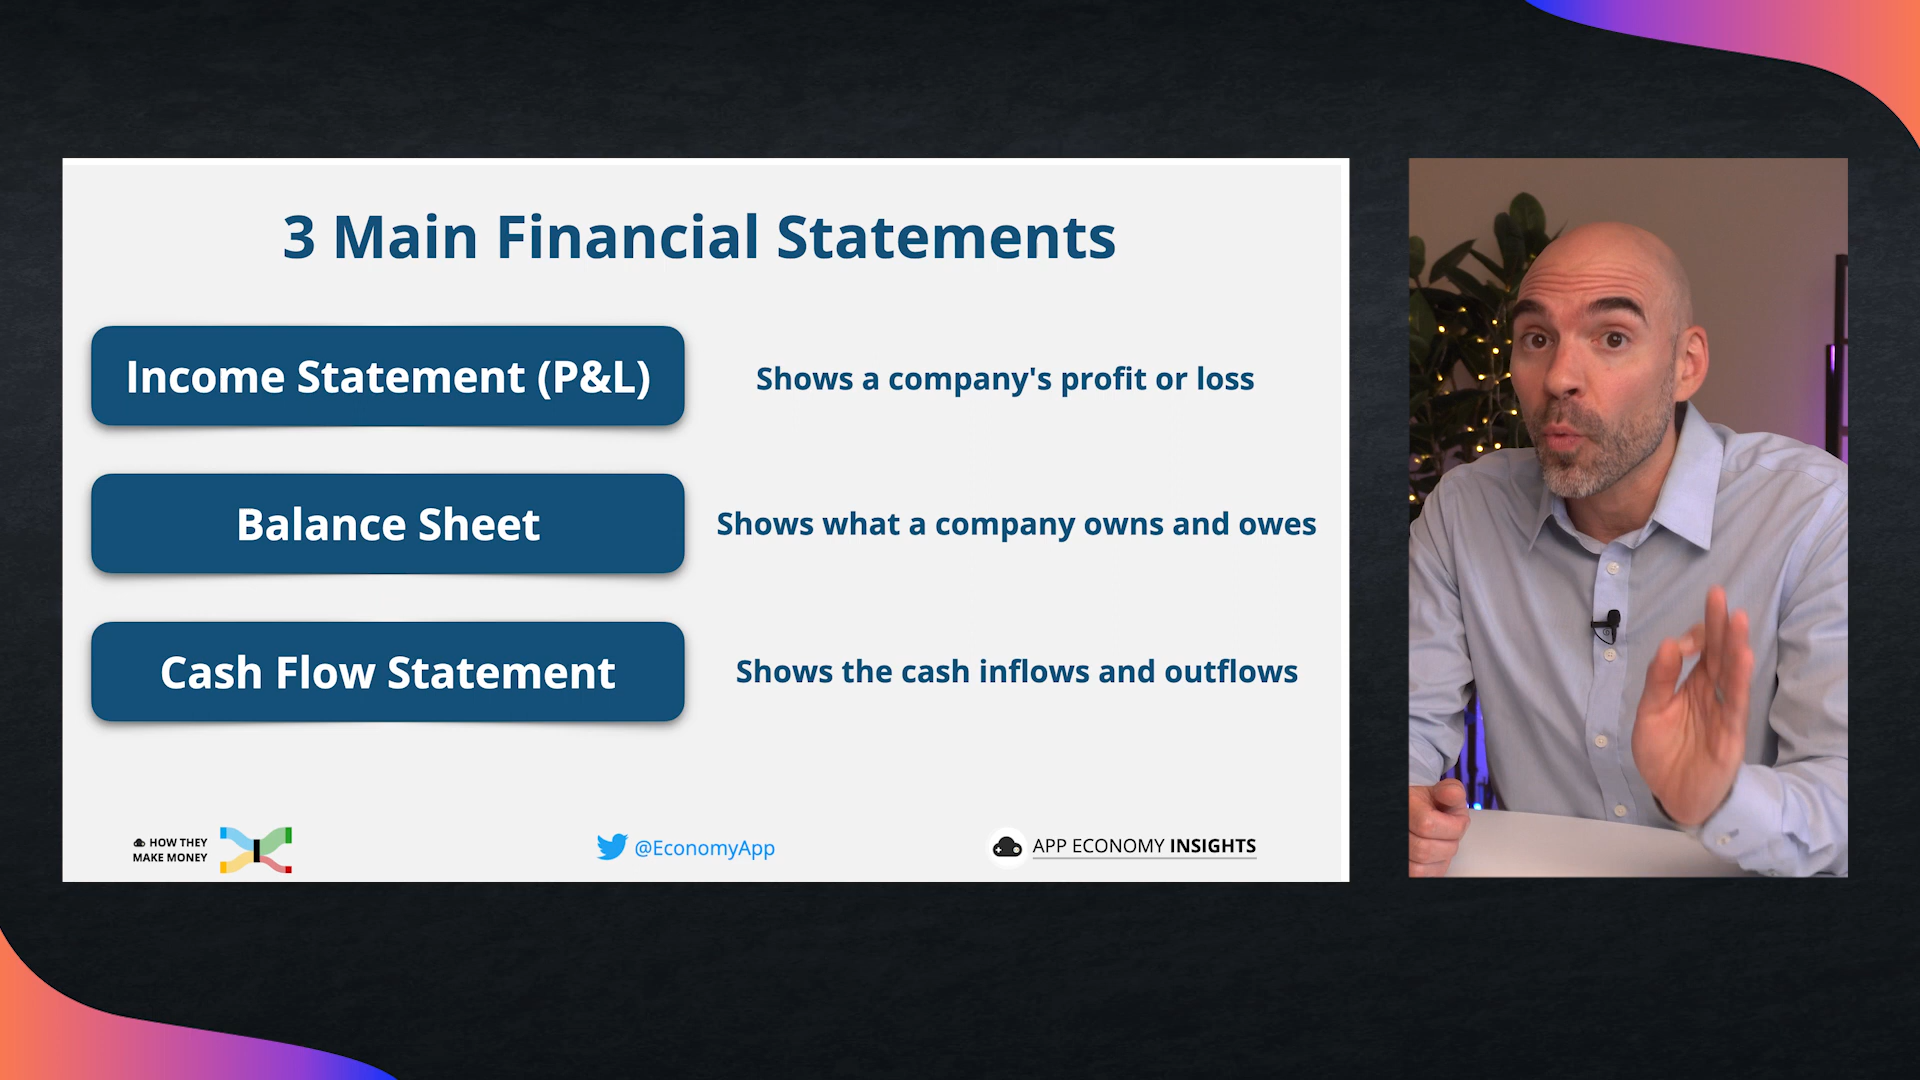 3 Main Financial Statements
Income Statement (P&L)
Shows a company's profit or loss
Balance Sheet
Shows what a company owns and owes
Cash Flow Statement
Shows the cash inflows and outflows
HOW THEY
MAKE MONEY
@EconomyApp
APP ECONOMY INSIGHTS